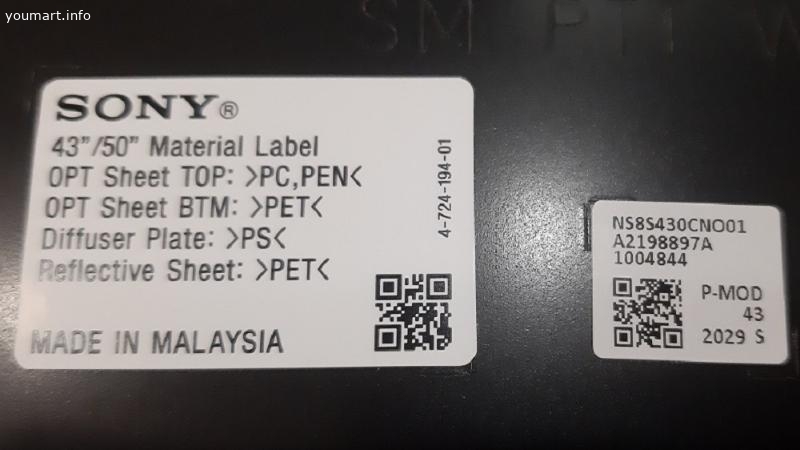 youmart.info
SONY®
43"/50" Material Label
OPT Sheet TOP: >PC,PEN<
OPT Sheet BTM: >PET<
Diffuser Plate: >PS<
Reflective Sheet: >PET<
MADE IN MALAYSIA
4-724-194-01
NS8S430CNO01
A2198897A
1004844
P-MOD
43
2029 S